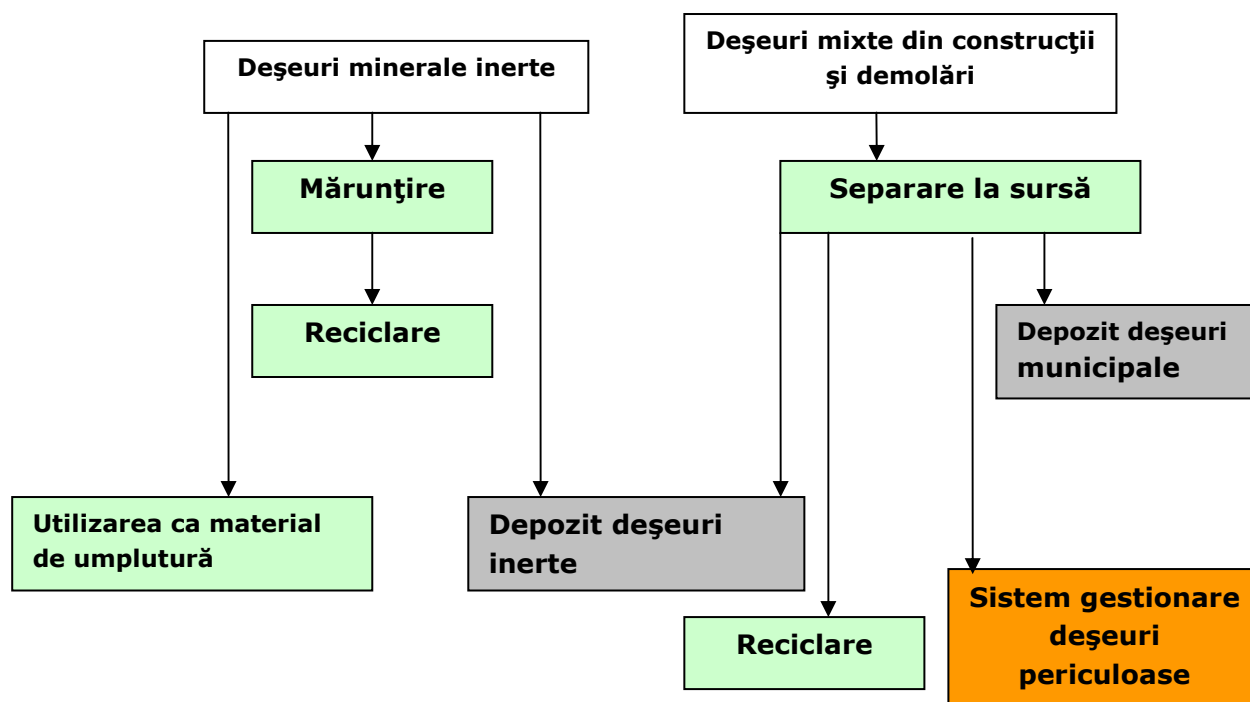 Deşeuri minerale inerte
Deşeuri mixte din construcţii
şi demolări
Mărunţire
Separare la sursă
Reciclare
Depozit deşeuri
municipale
Utilizarea ca material
de umplutură
Depozit deşeuri
inerte
Reciclare
Sistem gestionare
deşeuri
periculoase